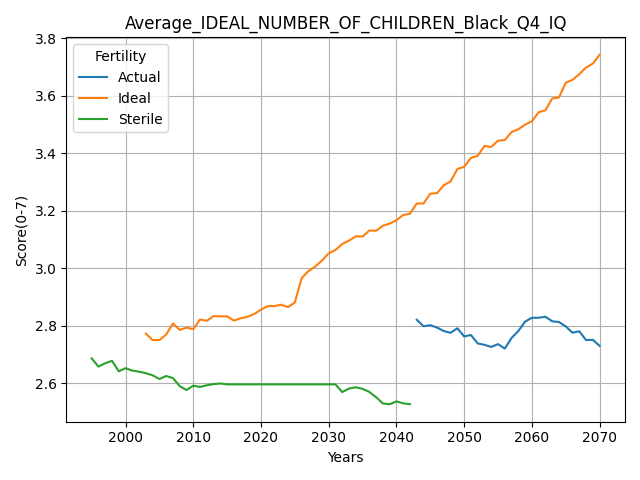 Average_IDEAL_NUMBER_OF_CHILDREN_Black_Q4_IQ
Fertility
Actual
Ideal
Sterile
Score(0-7)
3.8
3.6
3.4
3.2
3.0
2.8
2.6
2000 2010 2020 2030 2040 2050 2060 2070
Years